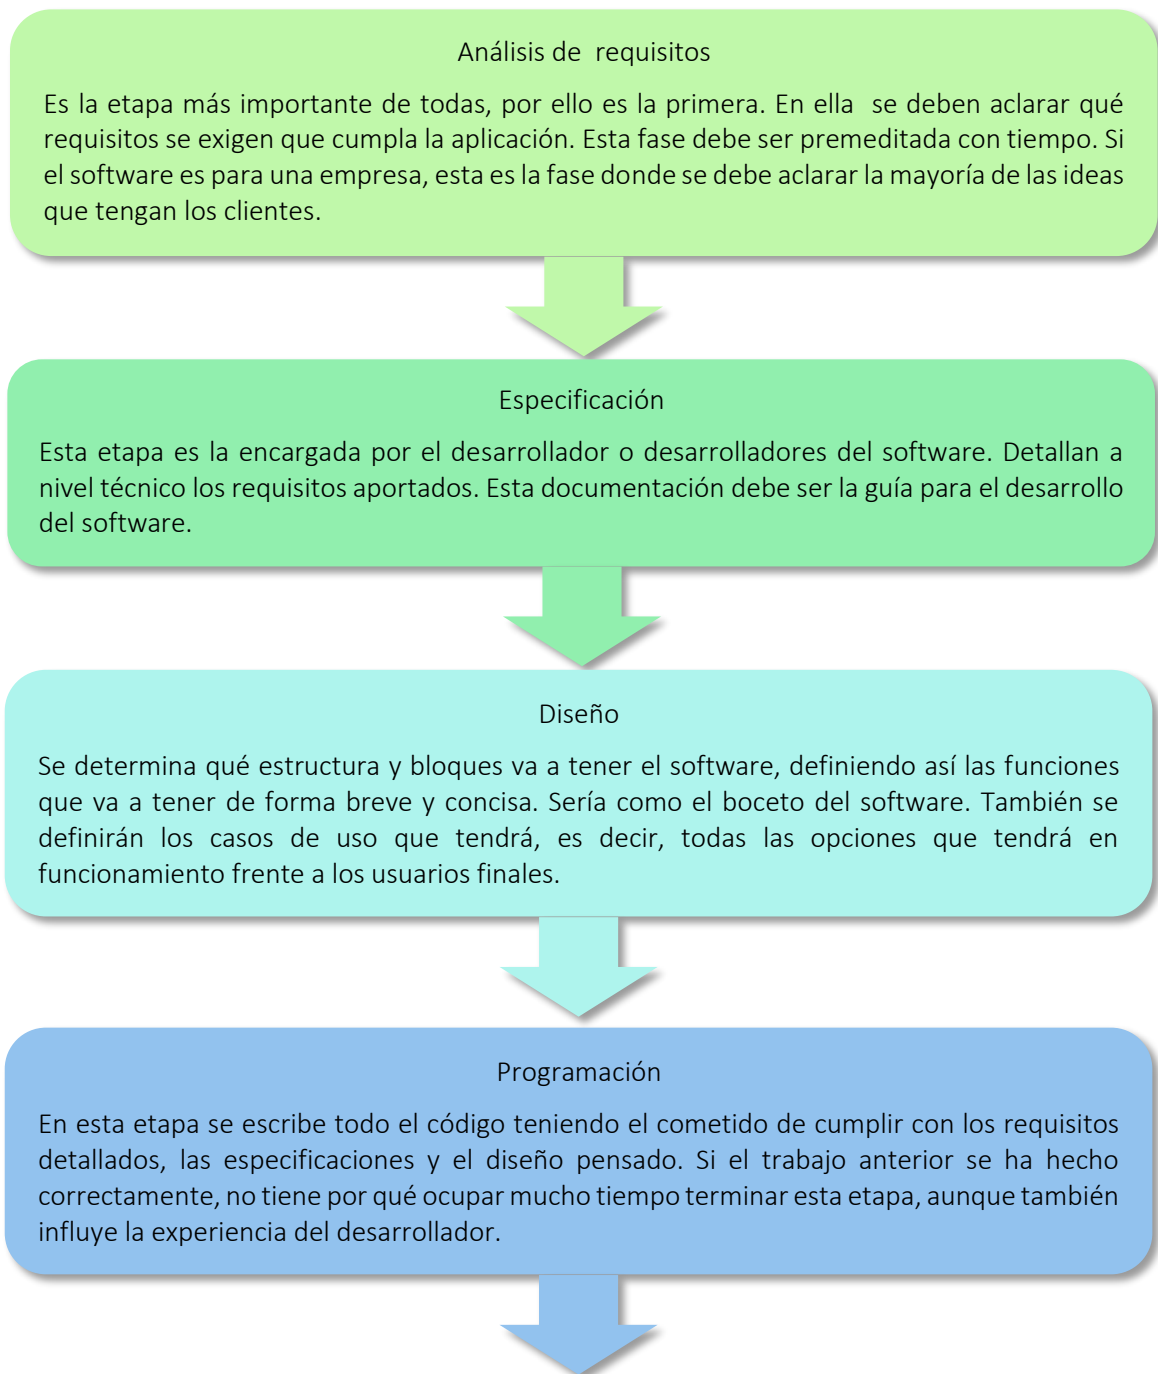 Análisis de requisitos
Es la etapa más importante de todas, por ello es la primera. En ella se deben aclarar qué
requisitos se exigen que cumpla la aplicación. Esta fase debe ser premeditada con tiempo. Si
el software es para una empresa, esta es la fase donde se debe aclarar la mayoría de las ideas
que tengan los clientes.
Especificación
Esta etapa es la encargada por el desarrollador o desarrolladores del software. Detallan a
nivel técnico los requisitos aportados. Esta documentación debe ser la guía para el desarrollo
del software.
Diseño
Se determina qué estructura y bloques va a tener el software, definiendo así las funciones
que va a tener de forma breve y concisa. Sería como el boceto del software. También se
definirán los casos de uso que tendrá, es decir, todas las opciones que tendrá en
funcionamiento frente a los usuarios finales.
Programación
En esta etapa se escribe todo el código teniendo el cometido de cumplir con los requisitos
detallados, las especificaciones y el diseño pensado. Si el trabajo anterior se ha hecho
correctamente, no tiene por qué ocupar mucho tiempo terminar esta etapa, aunque también
influye la experiencia del desarrollador.